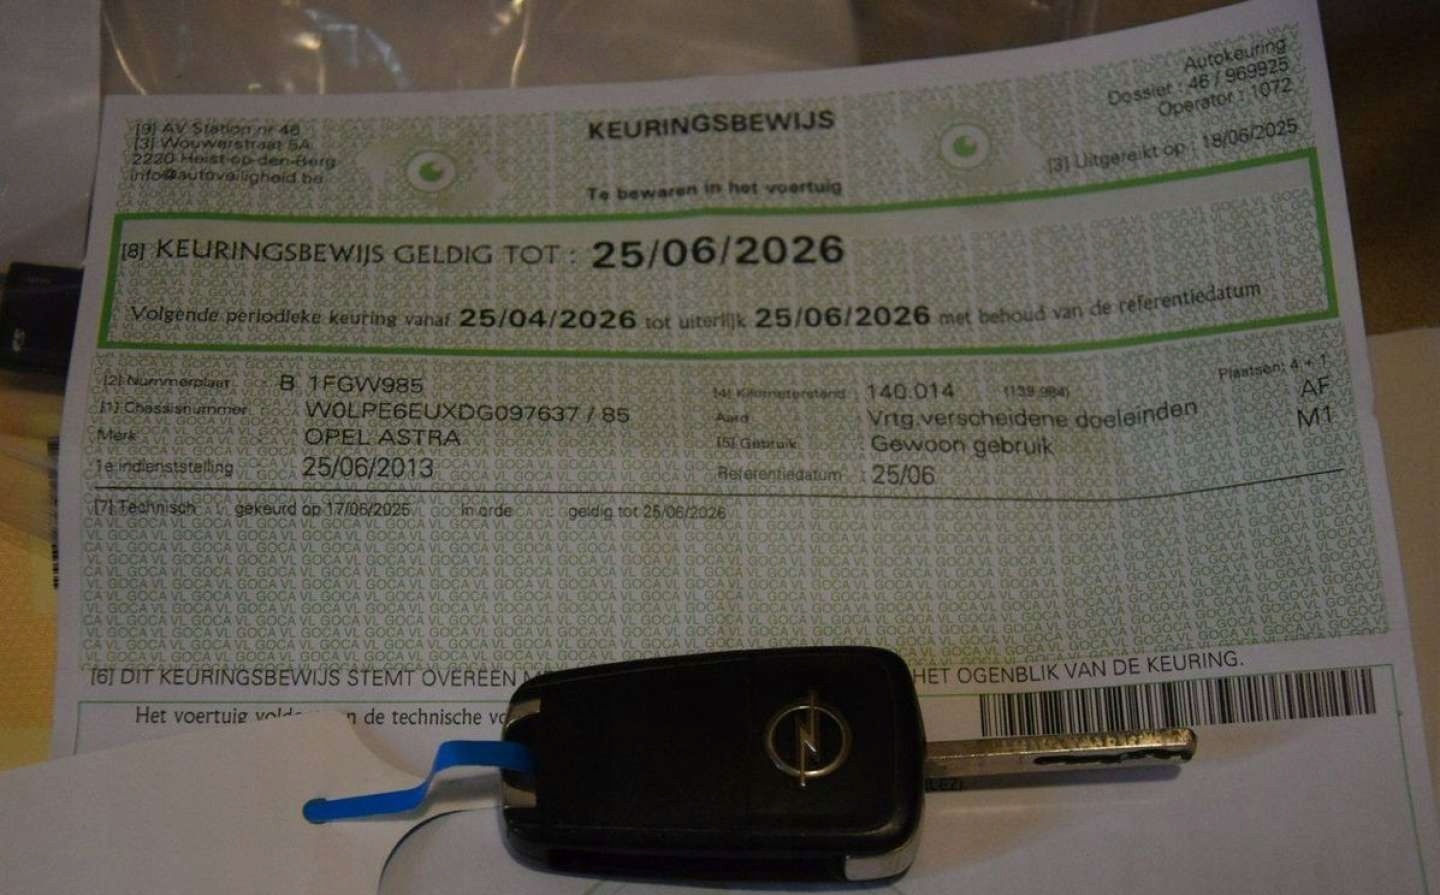 Autokeuring
Dossier : 46 / 969925
Operator : 1072
[3] Uitgereikt op : 18/06/2025
[9] AV Station nr 46
[3] Wouwerstraat 5A
2220 Heist-op-den-Berg
info@autoveiligheid.be
KEURINGSBEWIJS
Te bewaren in het voertuig
[8] KEURINGSBEWIJS GELDIG TOT : 25/06/2026
Volgende periodieke keuring vanaf 25/04/2026 tot uiterlijk 25/06/2026 met behoud van de referentiedatum
[2] Nummerplaat B 1FGW985
[1] Chassisnummer W0LPE6EUXDG097637 / 85
Merk OPEL ASTRA
1e indienststelling 25/06/2013
[4] Kilometerstand : 140.014 (139.984)
Aard : Vrtg.verscheidene doeleinden
[5] Gebruik : Gewoon gebruik
Referentiedatum : 25/06
Plaatsen: 4 + 1
AF
M1
[7] Technisch gekeurd op 17/06/2025 In orde geldig tot 25/06/2026
[6] DIT KEURINGSBEWIJS STEMT OVEREEN HET OGENBLIK VAN DE KEURING.
Het voertuig de technische